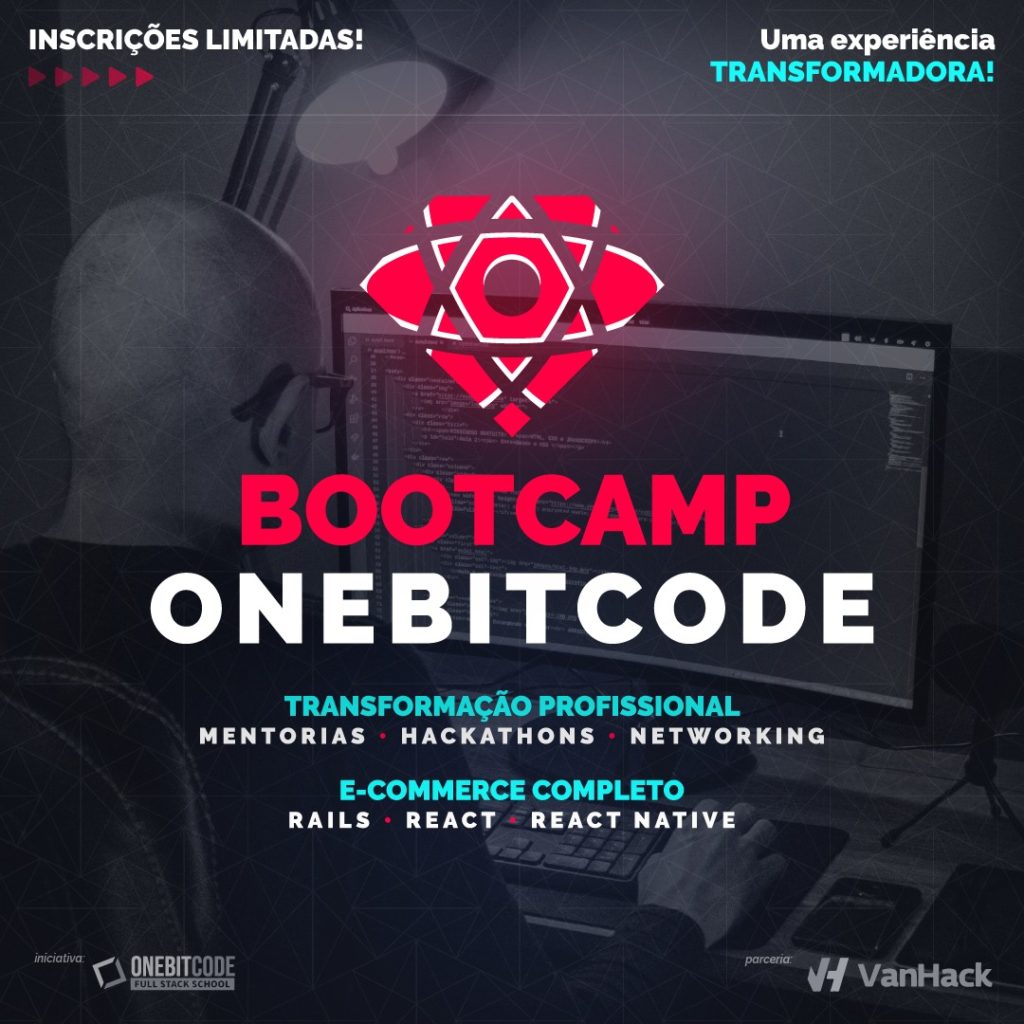 INSCRIÇÕES LIMITADAS!
Uma experiência
TRANSFORMADORA!
BOOTCAMP
ONEBITCODE
TRANSFORMAÇÃO PROFISSIONAL
MENTORIAS • HACKATHONS • NETWORKING
E-COMMERCE COMPLETO
RAILS • REACT • REACT NATIVE
iniciativa:
ONEBITCODE
FULL STACK SCHOOL
parceria:
VanHack